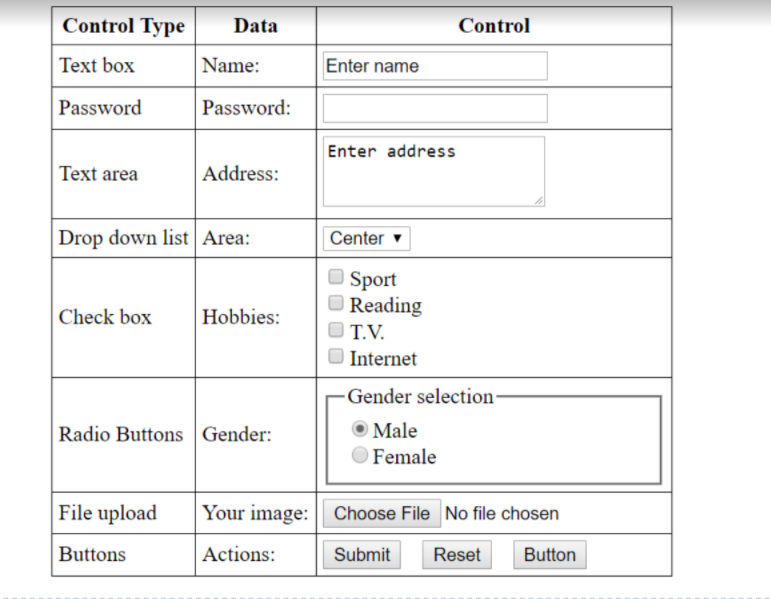 Control Type Data Control
Text box Name: Enter name
Password Password:
Text area Address: Enter address
Drop down list Area: Center
Check box Hobbies: Sport
Reading
T.V.
Internet
Radio Buttons Gender: Gender selection
Male
Female
File upload Your image: Choose File No file chosen
Buttons Actions: Submit Reset Button